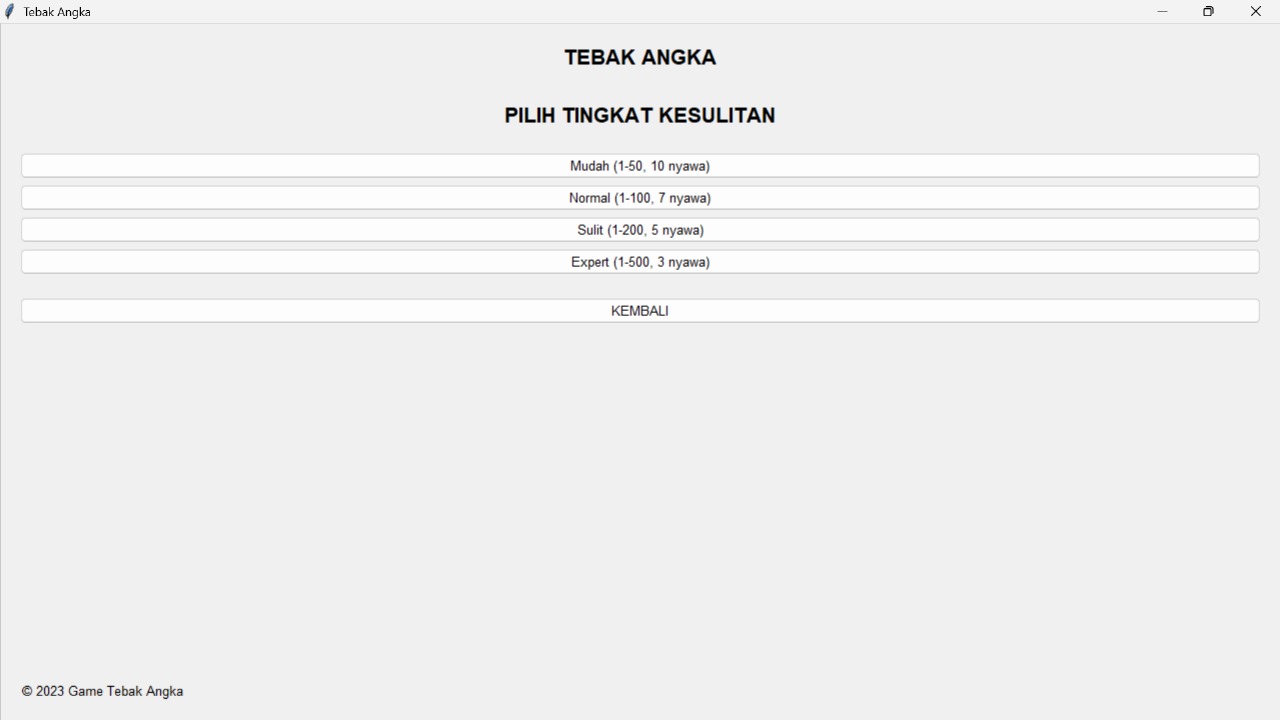 Tebak Angka
TEBAK ANGKA
PILIH TINGKAT KESULITAN
Mudah (1-50, 10 nyawa)
Normal (1-100, 7 nyawa)
Sulit (1-200, 5 nyawa)
Expert (1-500, 3 nyawa)
KEMBALI
© 2023 Game Tebak Angka